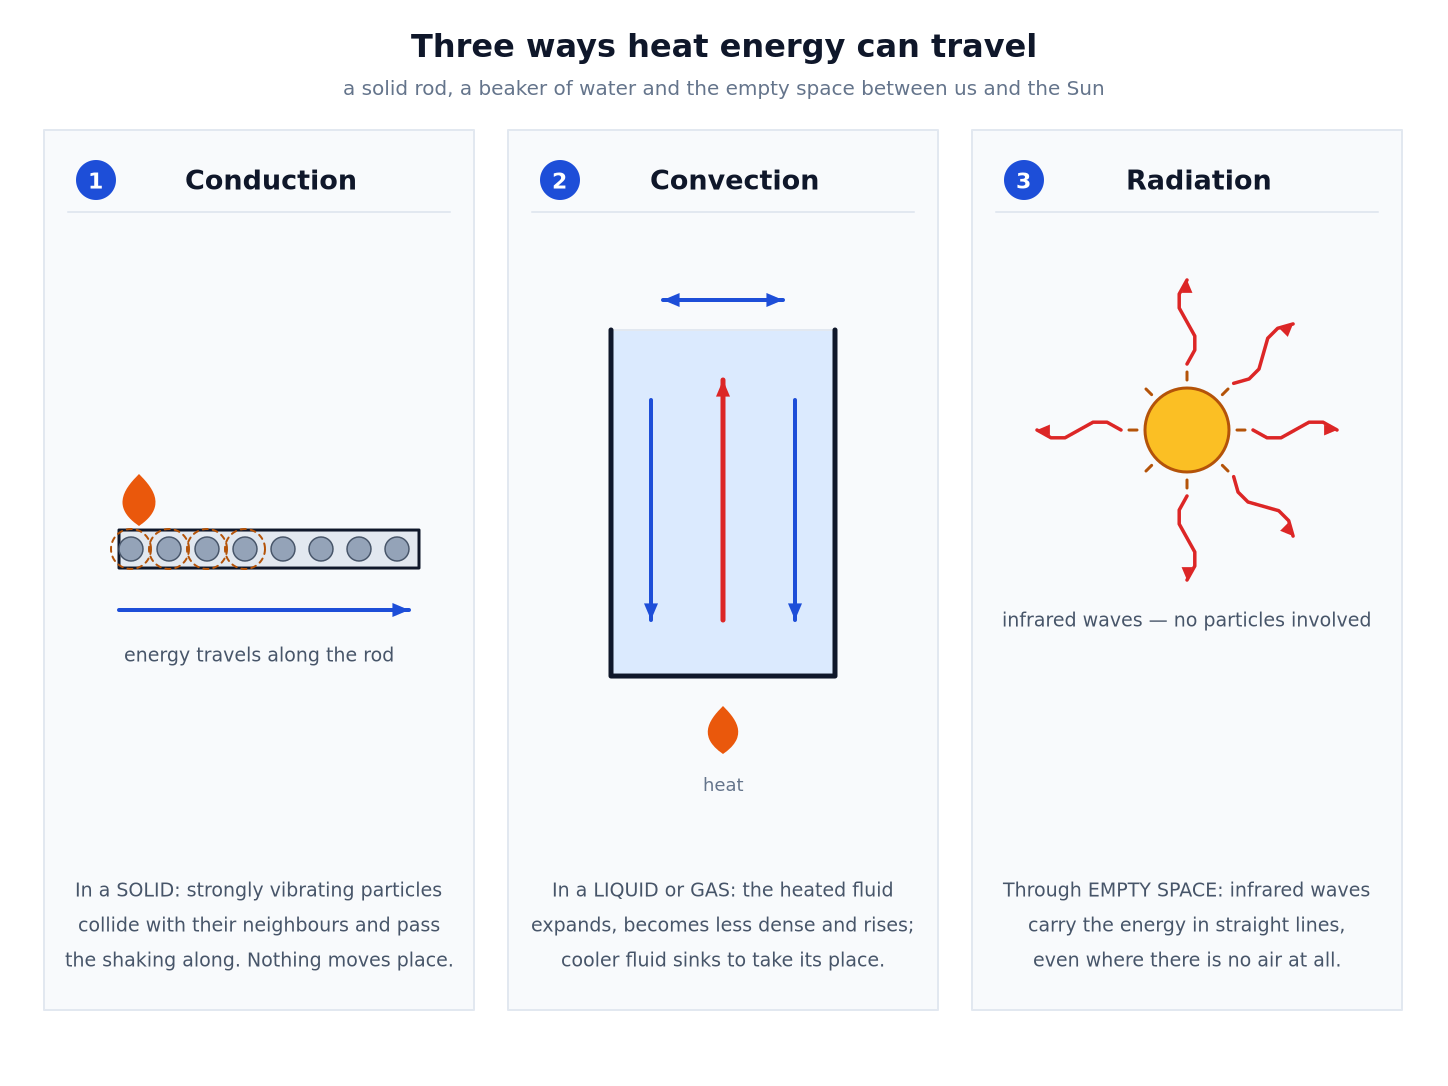 Three ways heat energy can travel
a solid rod, a beaker of water and the empty space between us and the Sun
1 Conduction
energy travels along the rod
In a SOLID: strongly vibrating particles
collide with their neighbours and pass
the shaking along. Nothing moves place.
2 Convection
heat
In a LIQUID or GAS: the heated fluid
expands, becomes less dense and rises;
cooler fluid sinks to take its place.
3 Radiation
infrared waves — no particles involved
Through EMPTY SPACE: infrared waves
carry the energy in straight lines,
even where there is no air at all.